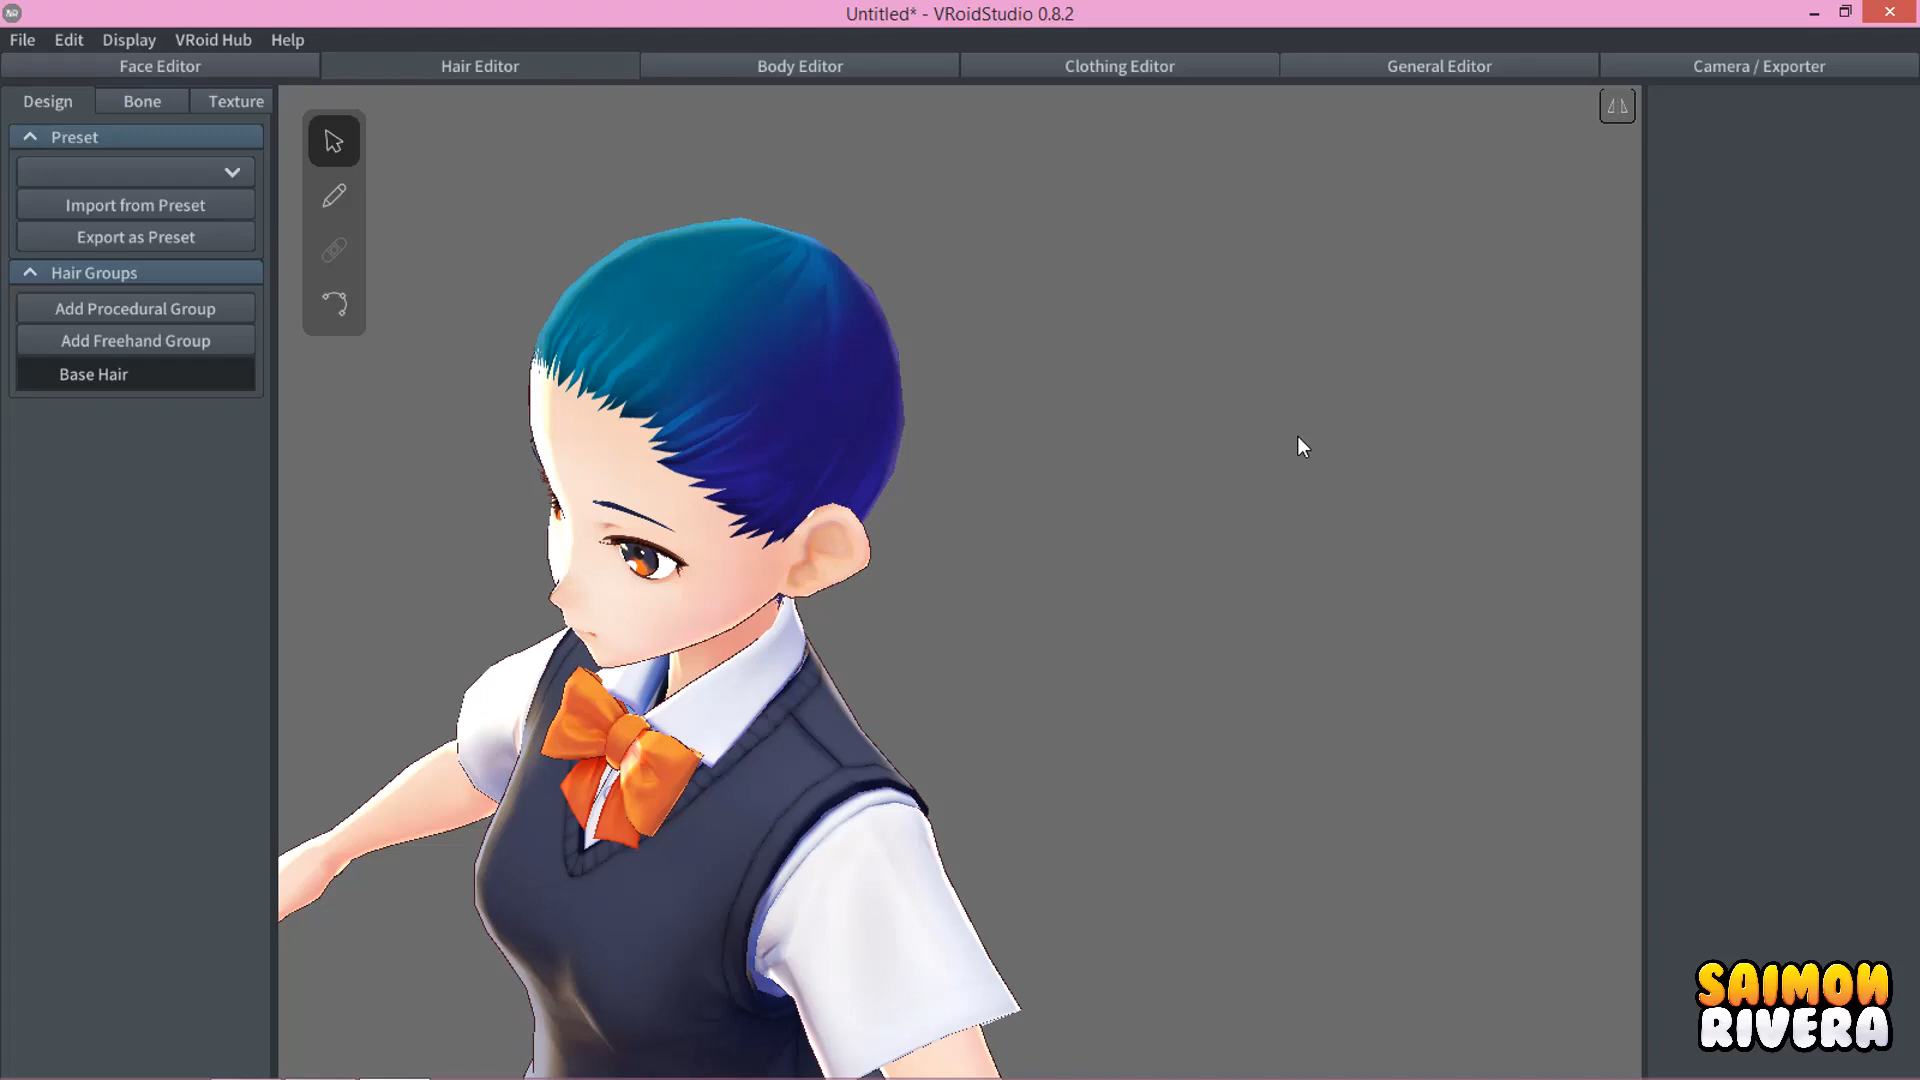 Untitled* - VRoidStudio 0.8.2
File Edit Display VRoid Hub Help
Face Editor Hair Editor Body Editor Clothing Editor General Editor Camera / Exporter
Design Bone Texture
Preset
Import from Preset
Export as Preset
Hair Groups
Add Procedural Group
Add Freehand Group
Base Hair
SAIMON
RIVERA